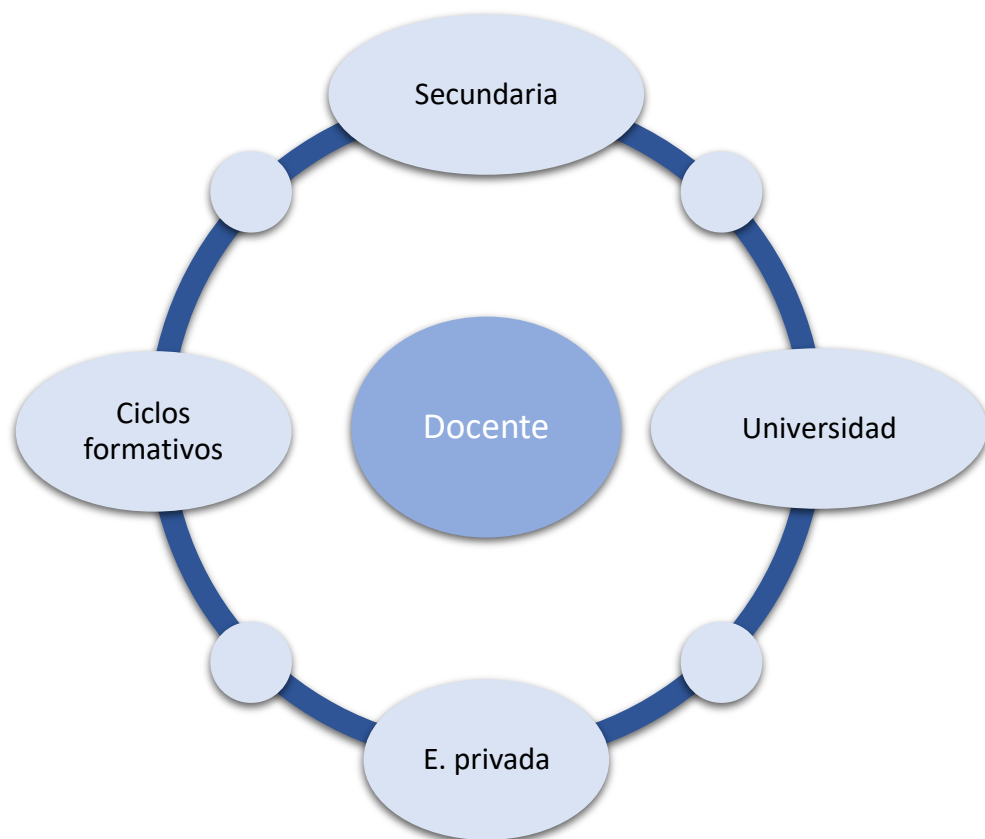 Secundaria
Ciclos
formativos
Docente
Universidad
E. privada